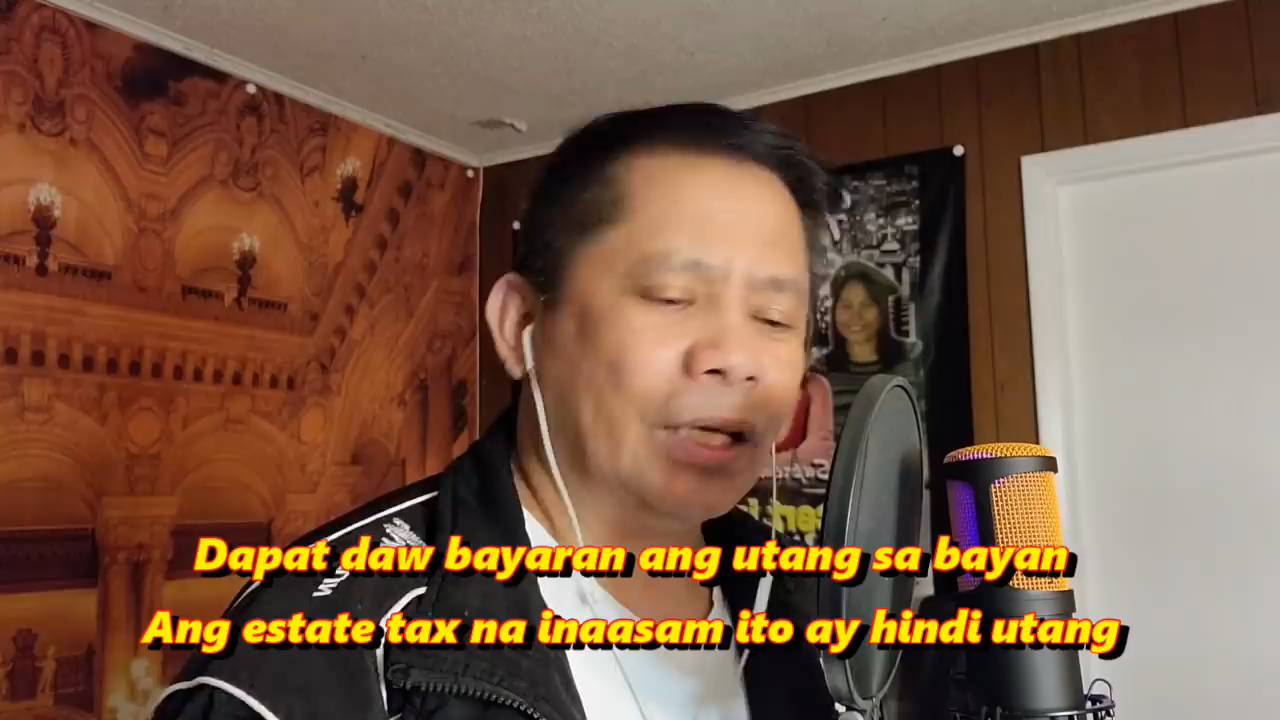 Dapat daw bayaran ang utang sa bayan
Ang estate tax na inaasam ito ay hindi utang